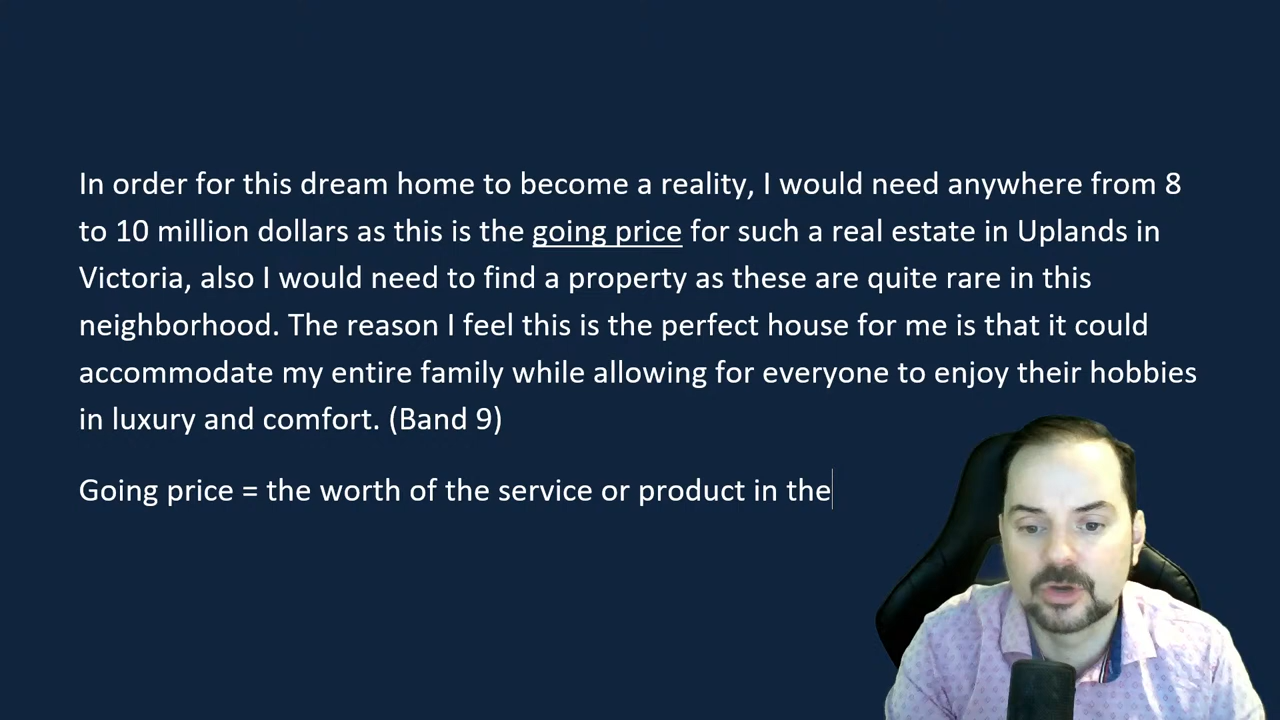 In order for this dream home to become a reality, I would need anywhere from 8
to 10 million dollars as this is the going price for such a real estate in Uplands in
Victoria, also I would need to find a property as these are quite rare in this
neighborhood. The reason I feel this is the perfect house for me is that it could
accommodate my entire family while allowing for everyone to enjoy their hobbies
in luxury and comfort. (Band 9)
Going price = the worth of the service or product in the